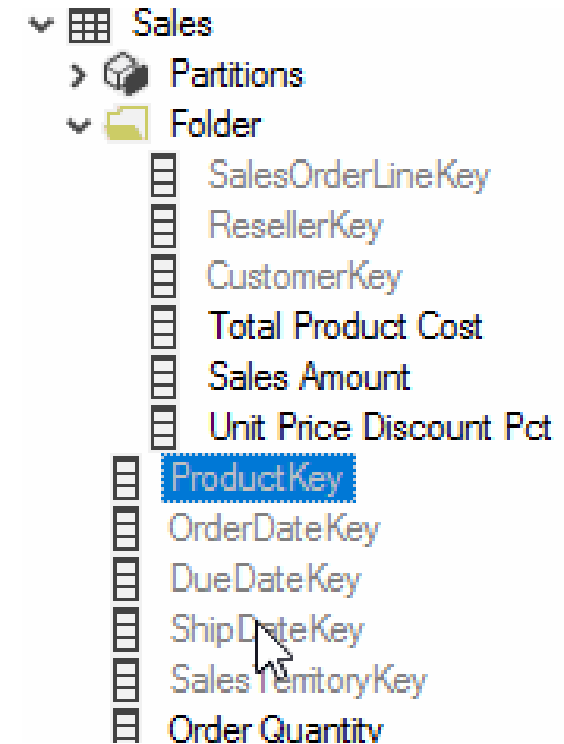 Sales
Partitions
Folder
SalesOrderLineKey
ResellerKey
CustomerKey
Total Product Cost
Sales Amount
Unit Price Discount Pct
ProductKey
OrderDateKey
DueDateKey
ShipDateKey
SalesTerritoryKey
Order Quantity